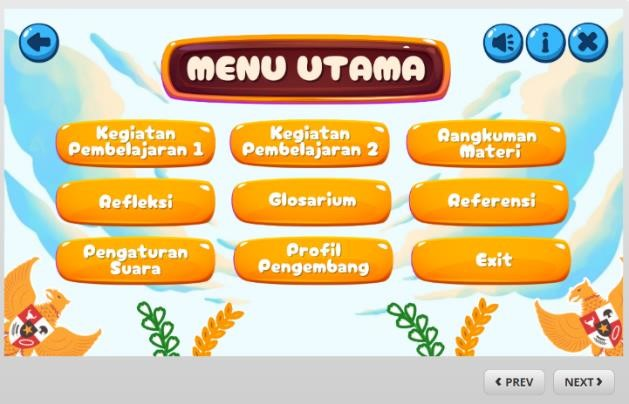 MENU UTAMA
Kegiatan
Pembelajaran 1
Kegiatan
Pembelajaran 2
Rangkuman
Materi
Refleksi
Glosarium
Referensi
Pengaturan
Suara
Profil
Pengembang
Exit
PREV
NEXT